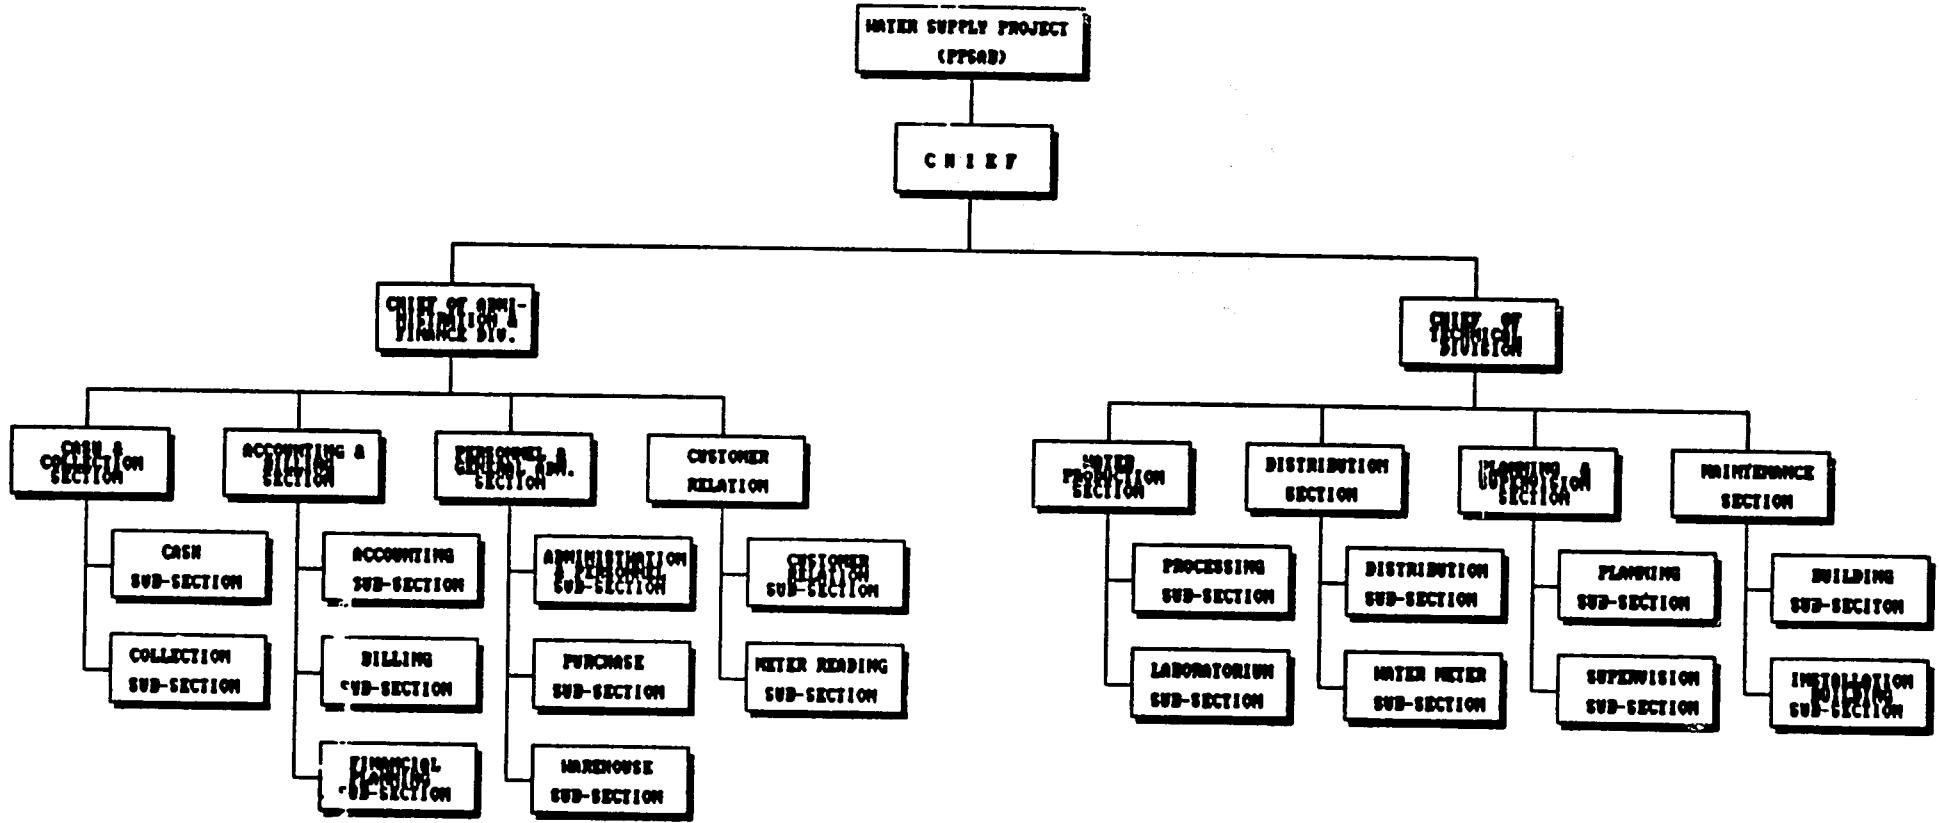 WATER SUPPLY PROJECT
(PPSAB)
C H I E F
CHIEF OF ADMI-
NISTRATION &
FINANCE DIV.
CHIEF OF
TECHNICAL
DIVISION
CASH &
COLLECTION
SECTION
ACCOUNTING &
SECTION
PERSONNEL &
GENERAL ADM.
SECTION
CUSTOMER
RELATION
WATER
PRODUCTION
SECTION
DISTRIBUTION
SECTION
PLANNING &
SUPERVISION
SECTION
MAINTENANCE
SECTION
CASH
SUB-SECTION
ACCOUNTING
SUB-SECTION
ADMINISTRATION
& PERSONNEL
SUB-SECTION
CUSTOMER
RELATION
SUB-SECTION
PROCESSING
SUB-SECTION
DISTRIBUTION
SUB-SECTION
PLANNING
SUB-SECTION
BUILDING
SUB-SECITON
COLLECTION
SUB-SECTION
BILLING
SUB-SECTION
PURCHASE
SUB-SECTION
METER READING
SUB-SECTION
LABORATORIUM
SUB-SECTION
WATER METER
SUB-SECTION
SUPERVISION
SUB-SECTION
INSTALLATION
BUILDING
SUB-SECTION
FINANCIAL
PLANNING
SUB-SECTION
WAREHOUSE
SUB-SECTION